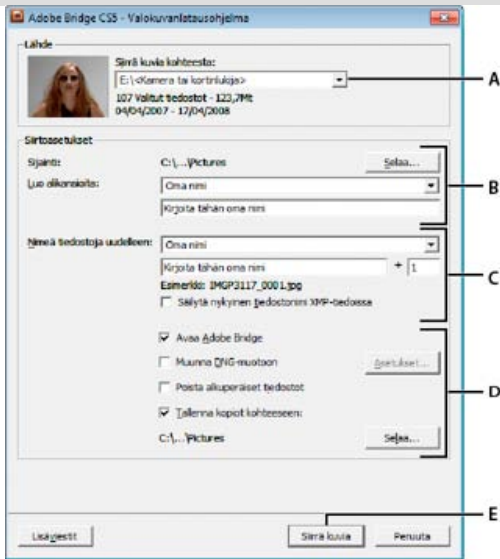 Adobe Bridge CS5 - Valokuvanlatausohjelma
Lähde
Siirrä kuvia kohteesta:
E:\<Kamera tai kortinlukija>
A
107 Valitut tiedostot - 123,7Mt
04/04/2007 - 17/04/2008
Siirtoasetukset
Sijainti: C:\...\Pictures Selaa...
B
Luo alikansioita: Oma nimi
Kirjoita tähän oma nimi
Nimeä tiedostoja uudelleen: Oma nimi
Kirjoita tähän oma nimi + 1
C
Esimerkki: IMGP3117_0001.jpg
Säilytä nykyinen tiedostonimi XMP-tiedoissa
Avaa Adobe Bridge
Muunna DNG-muotoon Asetukset...
Poista alkuperäiset tiedostot
D
Tallenna kopiot kohteeseen:
C:\...\Pictures Selaa...
E
Lisäviestit Siirrä kuvia Peruuta